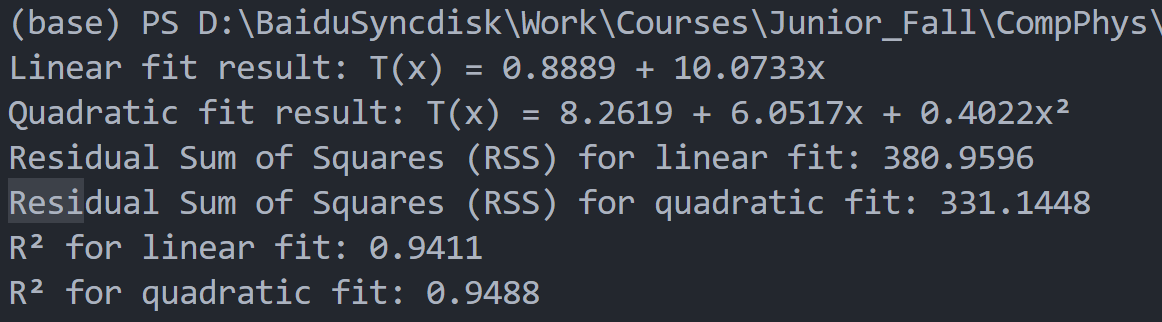 (base) PS D:\BaiduSyncdisk\Work\Courses\Junior_Fall\CompPhys\
Linear fit result: T(x) = 0.8889 + 10.0733x
Quadratic fit result: T(x) = 8.2619 + 6.0517x + 0.4022x²
Residual Sum of Squares (RSS) for linear fit: 380.9596
Residual Sum of Squares (RSS) for quadratic fit: 331.1448
R² for linear fit: 0.9411
R² for quadratic fit: 0.9488